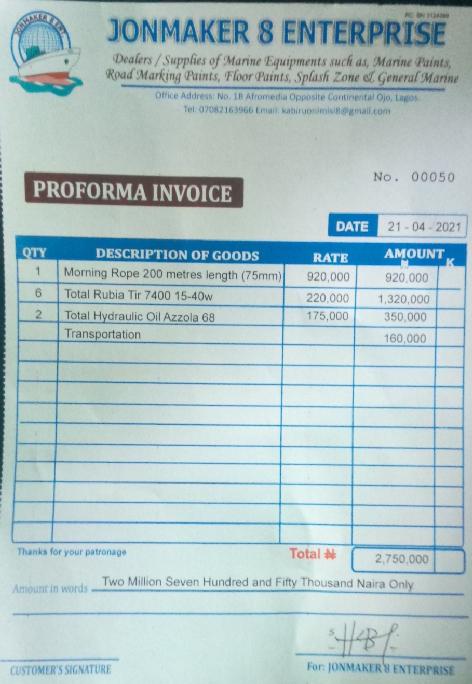 JONMAKER 8 ENTERPRISE
Dealers / Supplies of Marine Equipments such as, Marine Paints,
Road Marking Paints, Floor Paints, Splash Zone & General Marine
Office Address: No. 1B Afromedia Opposite Continental Ojo, Lagos.
Tel: 07082163966 Email: kabiruosimisi8@gmail.com
No. 00050
PROFORMA INVOICE
DATE 21 - 04 - 2021
QTY DESCRIPTION OF GOODS RATE AMOUNT
₦ K
1 Morning Rope 200 metres length (75mm) 920,000 920,000
6 Total Rubia Tir 7400 15-40w 220,000 1,320,000
2 Total Hydraulic Oil Azzola 68 175,000 350,000
Transportation 160,000
Thanks for your patronage Total ₦ 2,750,000
Amount in words Two Million Seven Hundred and Fifty Thousand Naira Only
CUSTOMER'S SIGNATURE For: JONMAKER 8 ENTERPRISE